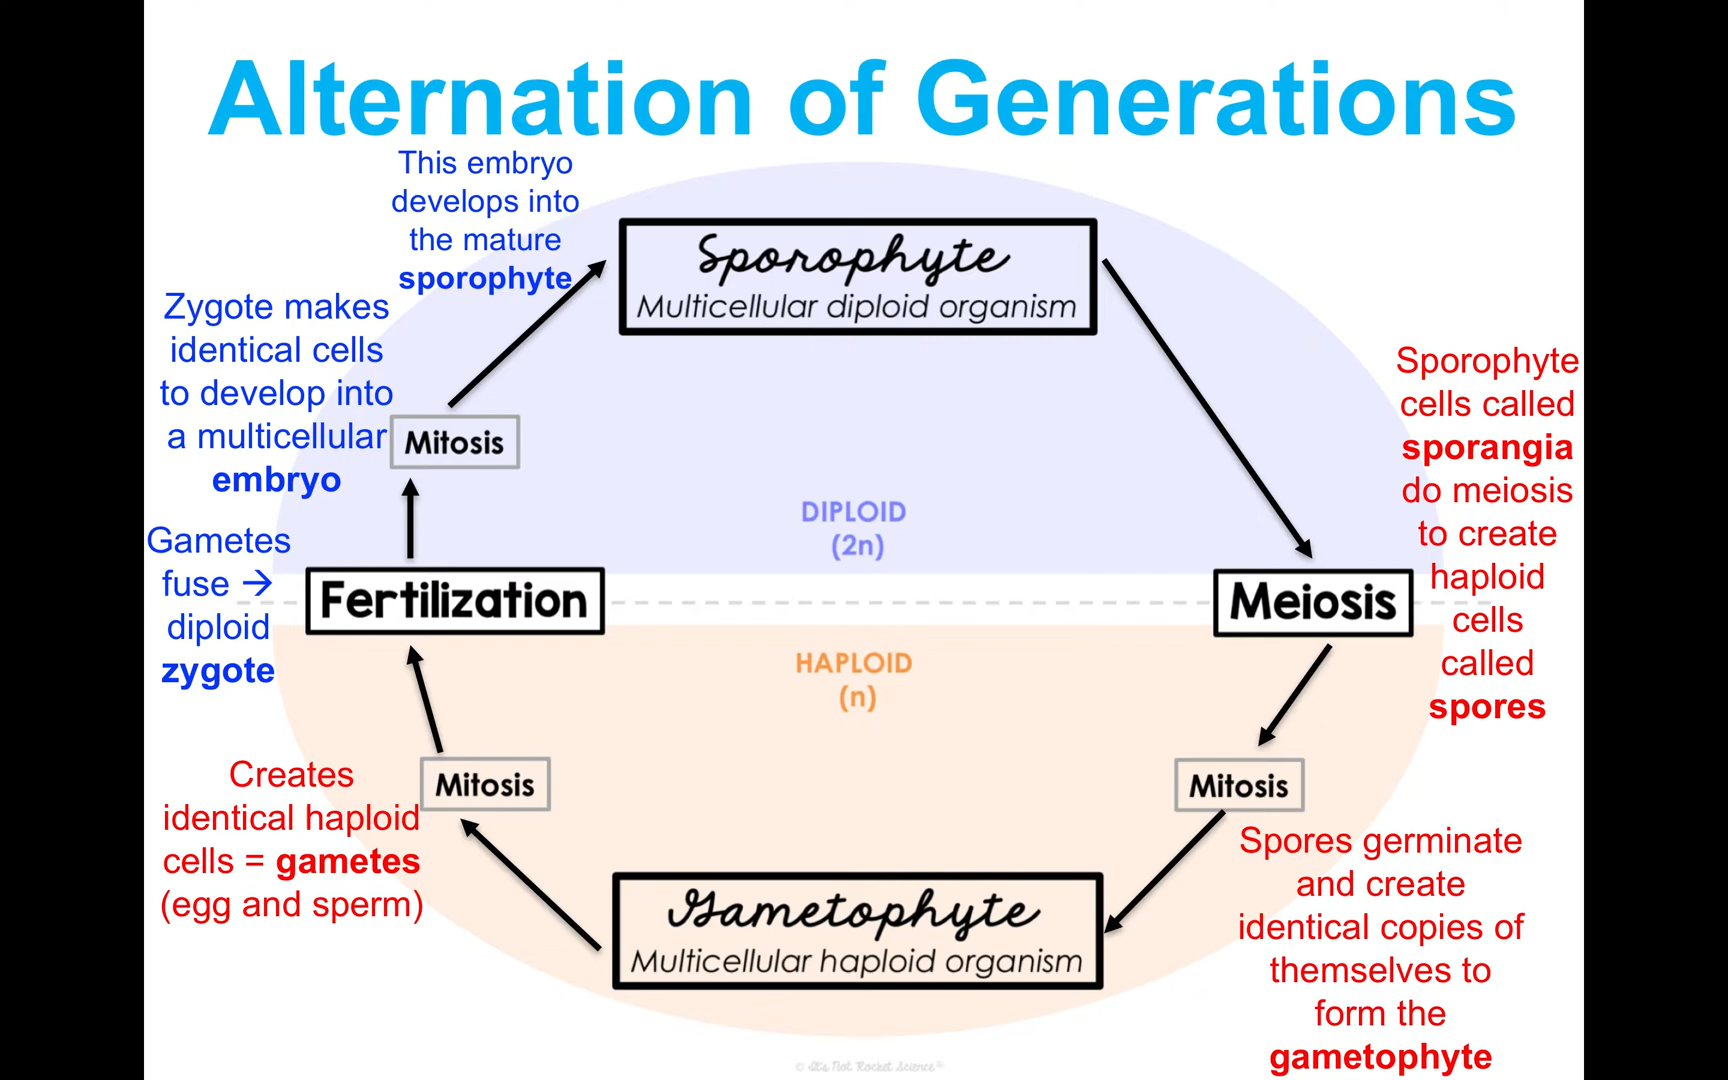 Alternation of Generations
This embryo
develops into
the mature
sporophyte
Sporophyte
Multicellular diploid organism
Zygote makes
identical cells
to develop into
a multicellular
embryo
Mitosis
Sporophyte
cells called
sporangia
do meiosis
to create
haploid
cells
called
spores
DIPLOID
(2n)
Gametes
fuse →
diploid
zygote
Fertilization
Meiosis
HAPLOID
(n)
Creates
identical haploid
cells = gametes
(egg and sperm)
Mitosis
Mitosis
Spores germinate
and create
identical copies of
themselves to
form the
gametophyte
Gametophyte
Multicellular haploid organism
© It's Not Rocket Science®